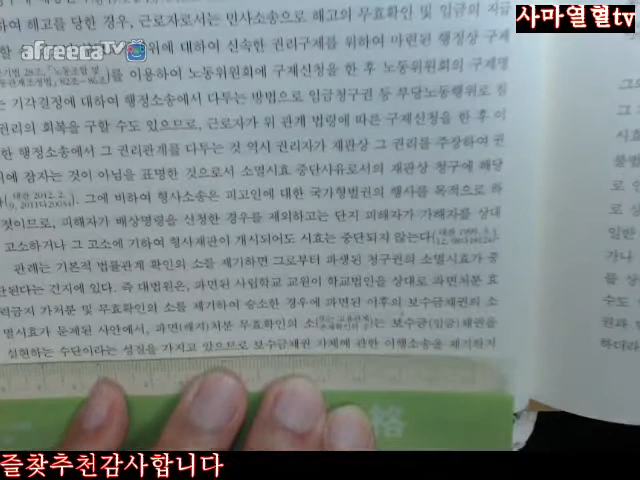 사마열혈tv
afreecaTV
하여 해고를 당한 경우, 근로자로서는 민사소송으로 해고의 무효확인 및 임금의 지급
위에 대하여 신속한 권리구제를 위하여 마련된 행정상 구제
를 이용하여 노동위원회에 구제신청을 한 후 노동위원회의 구제명
는 기각결정에 대하여 행정소송에서 다투는 방법으로 임금청구권 등 부당노동행위로 침
권리의 회복을 구할 수도 있으므로, 근로자가 위 관계 법령에 따른 구제신청을 한 후 이
한 행정소송에서 그 권리관계를 다투는 것 역시 권리자가 재판상 그 권리를 주장하여 권
위에 잠자는 것이 아님을 표명한 것으로서 소멸시효 중단사유로서의 재판상 청구에 해당
그에 비하여 형사소송은 피고인에 대한 국가형벌권의 행사를 목적으로 하
것이므로, 피해자가 배상명령을 신청한 경우를 제외하고는 단지 피해자가 가해자를 상대
고소하거나 그 고소에 기하여 형사재판이 개시되어도 시효는 중단되지 않는다
판례는 기본적 법률관계 확인의 소를 제기하면 그로부터 파생된 청구권의 소멸시효가 중
단된다는 견지에 있다. 즉 대법원은, 파면된 사립학교 교원이 학교법인을 상대로 파면처분 효
력금지 가처분 및 무효확인의 소를 제기하여 승소한 경우에 파면된 이후의 보수금채권의 소
멸시효가 문제된 사안에서, 파면(해지)처분 무효확인의 소는 보수금(임금)채권을
실현하는 수단이라는 성질을 가지고 있으므로 보수금채권 자체에 관한 이행소송을 제기하지
즐찾추천감사합니다